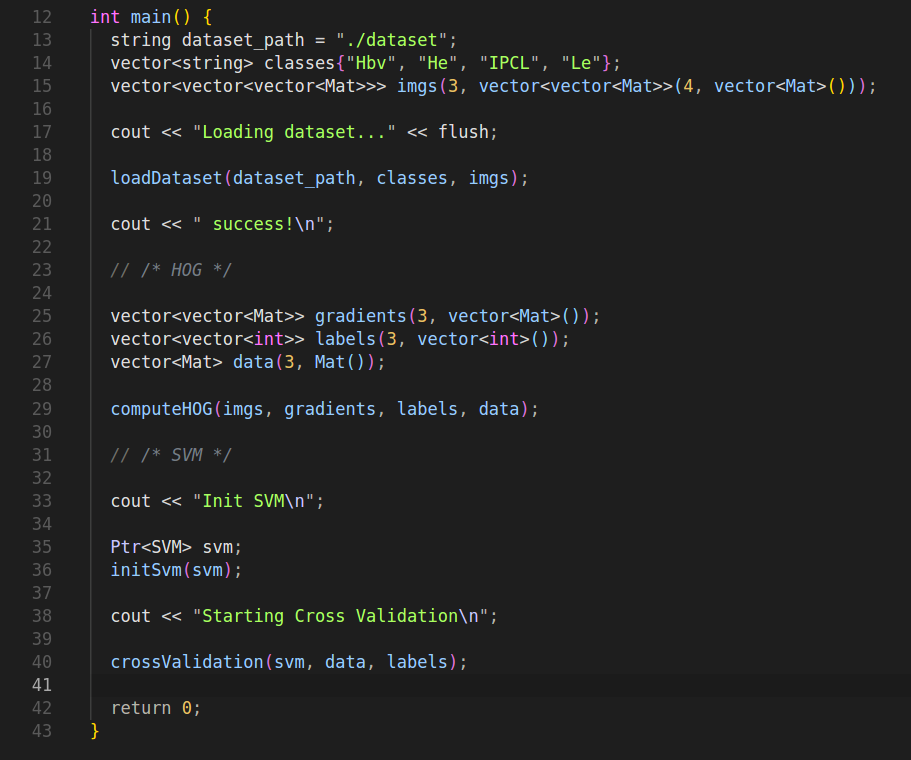 12 int main() {
13 string dataset_path = "./dataset";
14 vector<string> classes{"Hbv", "He", "IPCL", "Le"};
15 vector<vector<vector<Mat>>> imgs(3, vector<vector<Mat>>(4, vector<Mat>()));
16
17 cout << "Loading dataset..." << flush;
18
19 loadDataset(dataset_path, classes, imgs);
20
21 cout << " success!\n";
22
23 // /* HOG */
24
25 vector<vector<Mat>> gradients(3, vector<Mat>());
26 vector<vector<int>> labels(3, vector<int>());
27 vector<Mat> data(3, Mat());
28
29 computeHOG(imgs, gradients, labels, data);
30
31 // /* SVM */
32
33 cout << "Init SVM\n";
34
35 Ptr<SVM> svm;
36 initSvm(svm);
37
38 cout << "Starting Cross Validation\n";
39
40 crossValidation(svm, data, labels);
41
42 return 0;
43 }